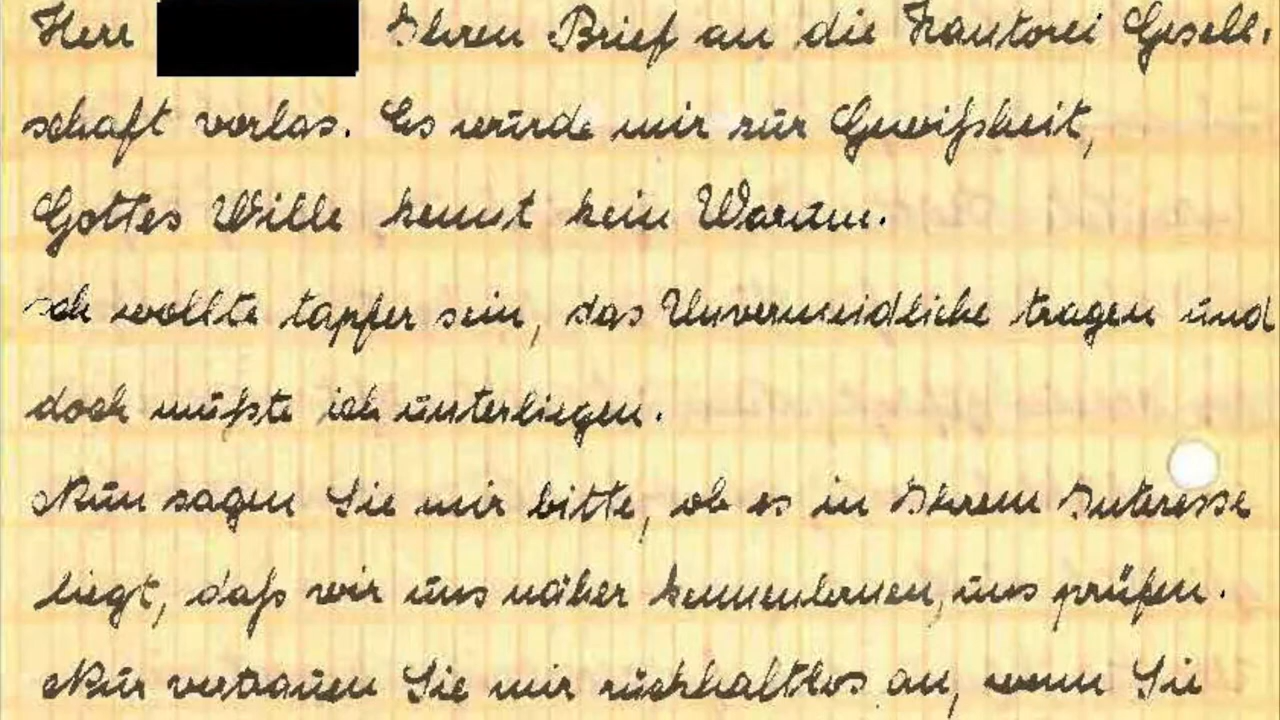 Herr Ihren Brief an die Kantorei Gesell-
schaft vorlas. Es wurde mir zur Gewißheit,
Gottes Wille kennt kein Warum.
Ich wollte tapfer sein, das Unvermeidliche tragen und
doch mußte ich unterliegen.
Nun sagen Sie mir bitte, ob es in Ihrem Interesse
liegt, daß wir uns näher kennenlernen, uns prüfen.
Nur vertrauen Sie mir rückhaltlos an, wenn Sie